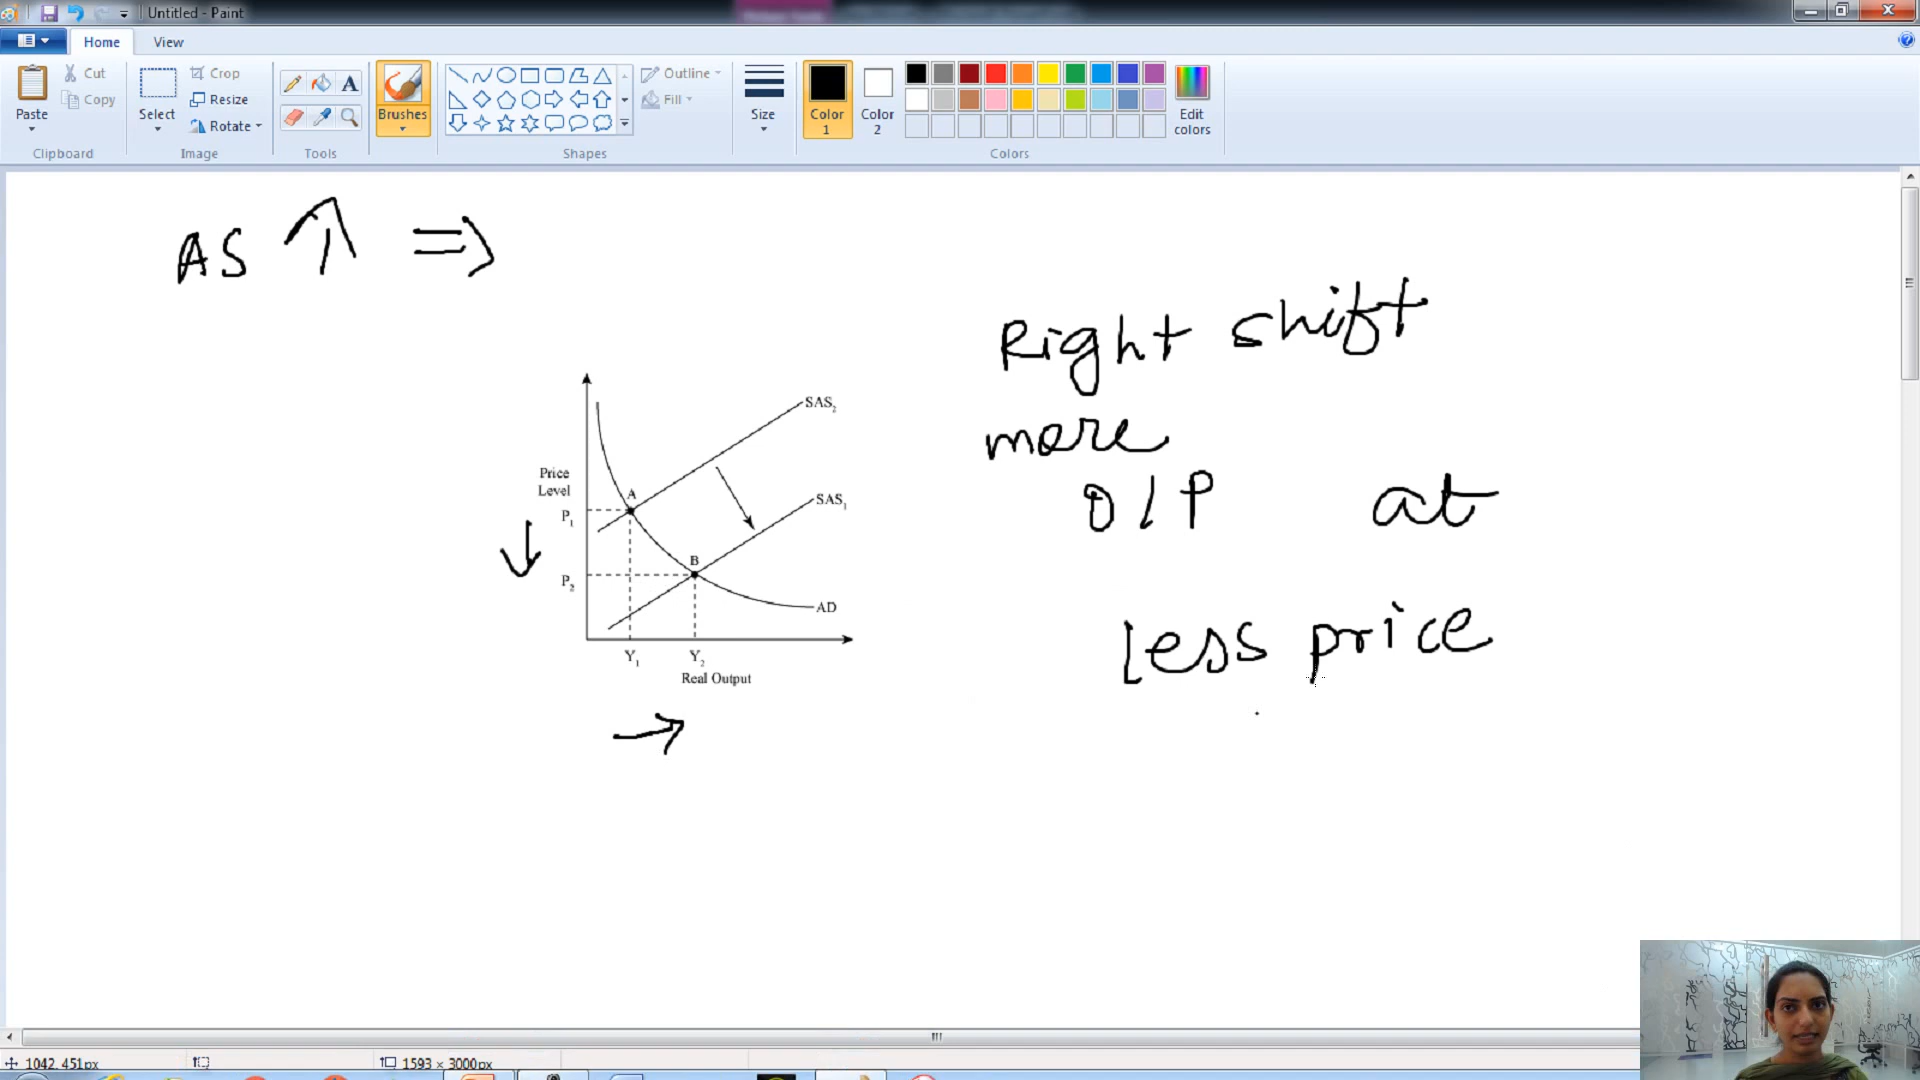 Untitled - Paint
Home View
Paste Cut Copy Clipboard
Select Crop Resize Rotate Image
Tools
Brushes
Shapes
Outline Fill
Size
Color 1 Color 2
Edit colors
Colors
AS ↑ ⇒
Right shift
more
O/P at
less price
SAS2
Price
Level
A
SAS1
P1
B
P2
AD
Y1 Y2
Real Output
1042, 451px
1593 × 3000px